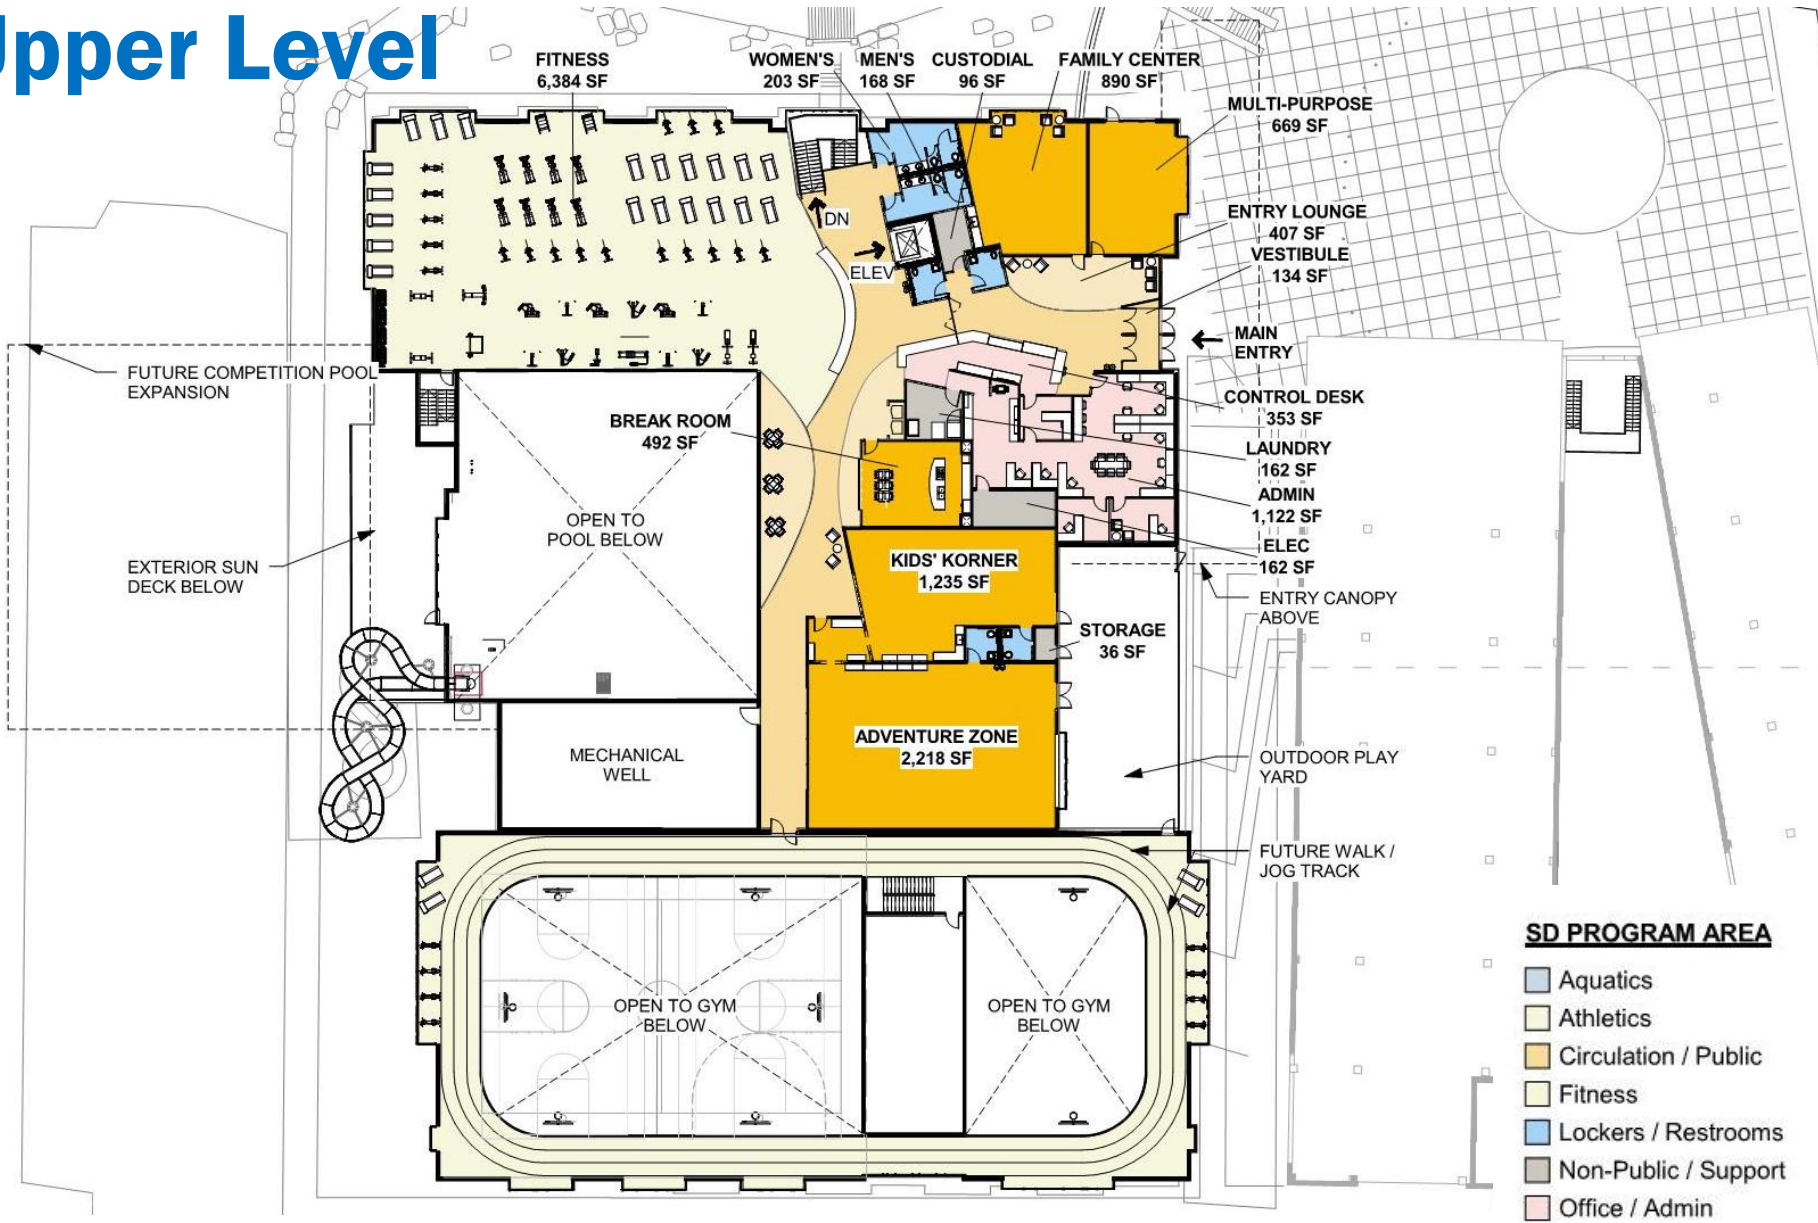 Upper Level
FITNESS
6,384 SF
WOMEN'S
203 SF
MEN'S
168 SF
CUSTODIAL
96 SF
FAMILY CENTER
890 SF
MULTI-PURPOSE
669 SF
DN
ELEV
ENTRY LOUNGE
407 SF
VESTIBULE
134 SF
MAIN
ENTRY
FUTURE COMPETITION POOL
EXPANSION
CONTROL DESK
353 SF
BREAK ROOM
492 SF
LAUNDRY
162 SF
ADMIN
1,122 SF
OPEN TO
POOL BELOW
ELEC
162 SF
EXTERIOR SUN
DECK BELOW
KIDS' KORNER
1,235 SF
ENTRY CANOPY
ABOVE
STORAGE
36 SF
ADVENTURE ZONE
2,218 SF
MECHANICAL
WELL
OUTDOOR PLAY
YARD
FUTURE WALK /
JOG TRACK
OPEN TO GYM
BELOW
OPEN TO GYM
BELOW
SD PROGRAM AREA
Aquatics
Athletics
Circulation / Public
Fitness
Lockers / Restrooms
Non-Public / Support
Office / Admin